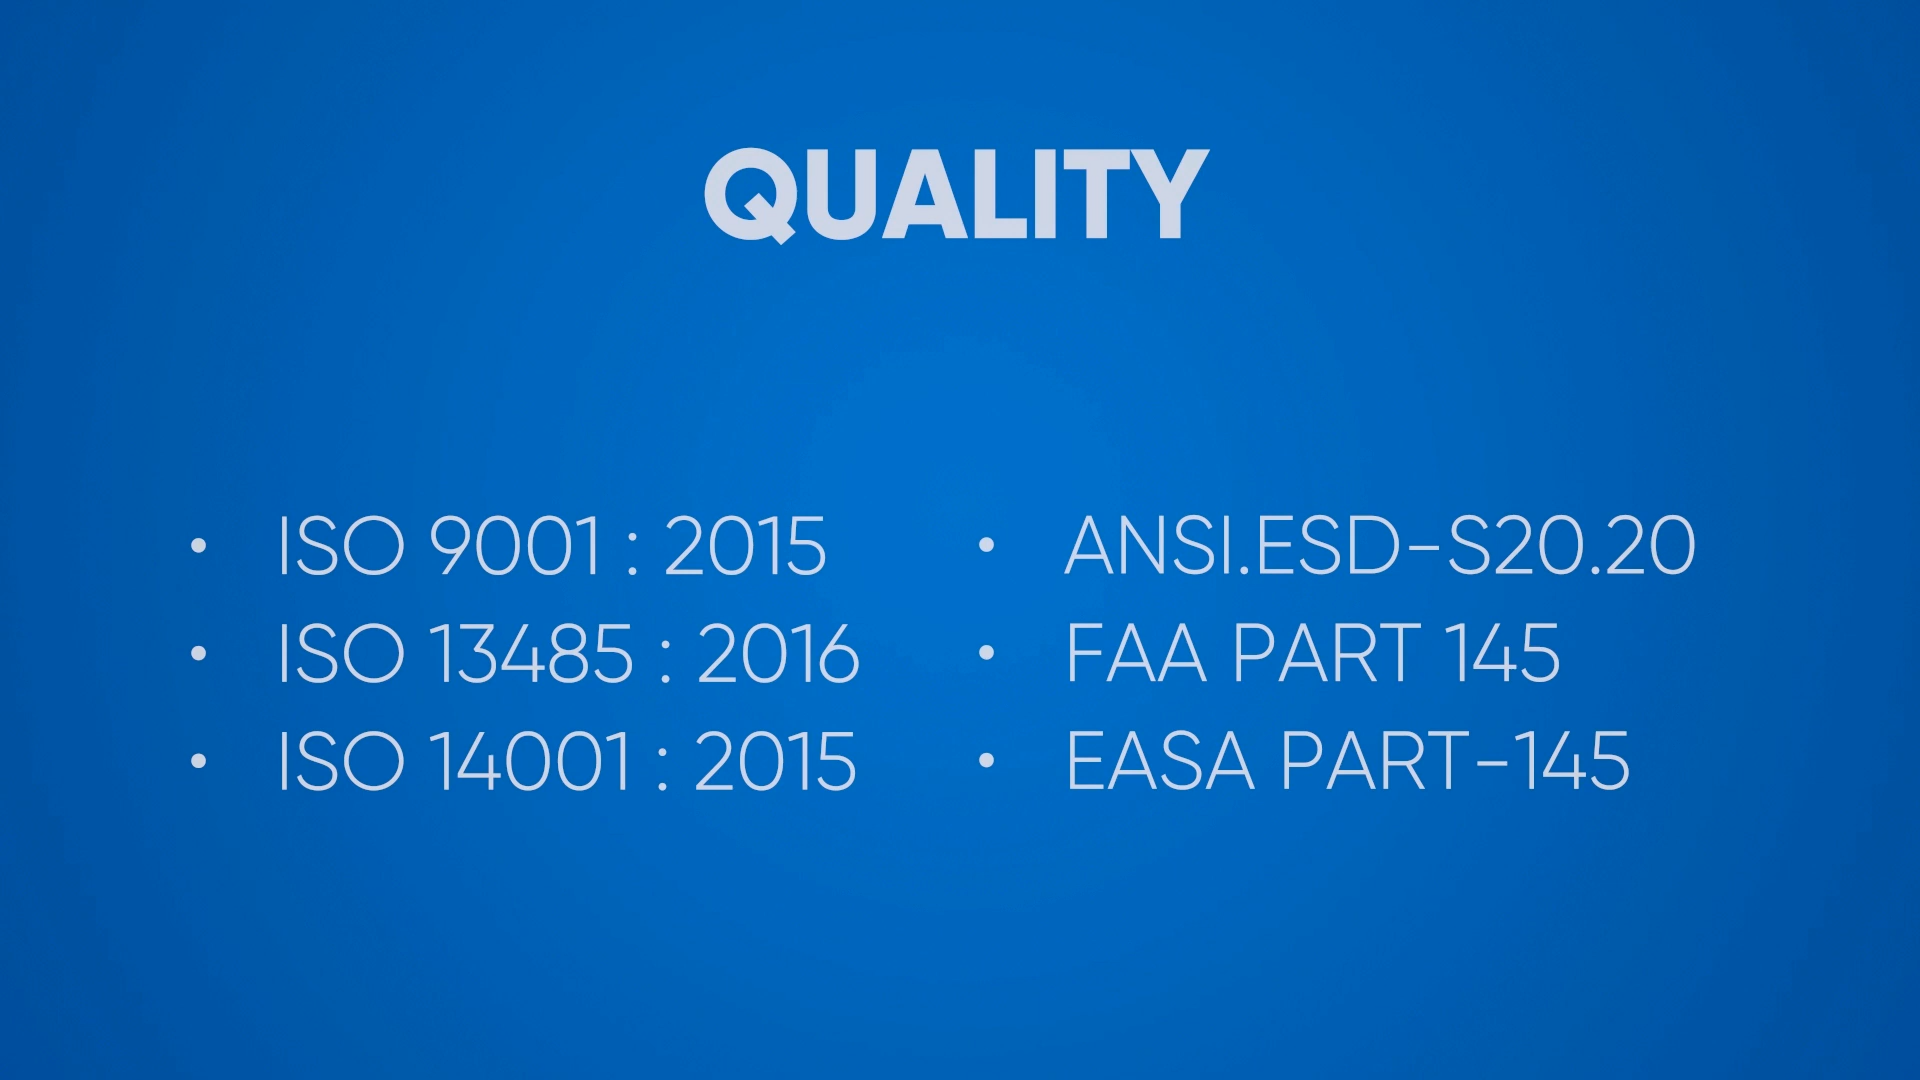 QUALITY
• ISO 9001 : 2015
• ISO 13485 : 2016
• ISO 14001 : 2015
• ANSI.ESD-S20.20
• FAA PART 145
• EASA PART-145